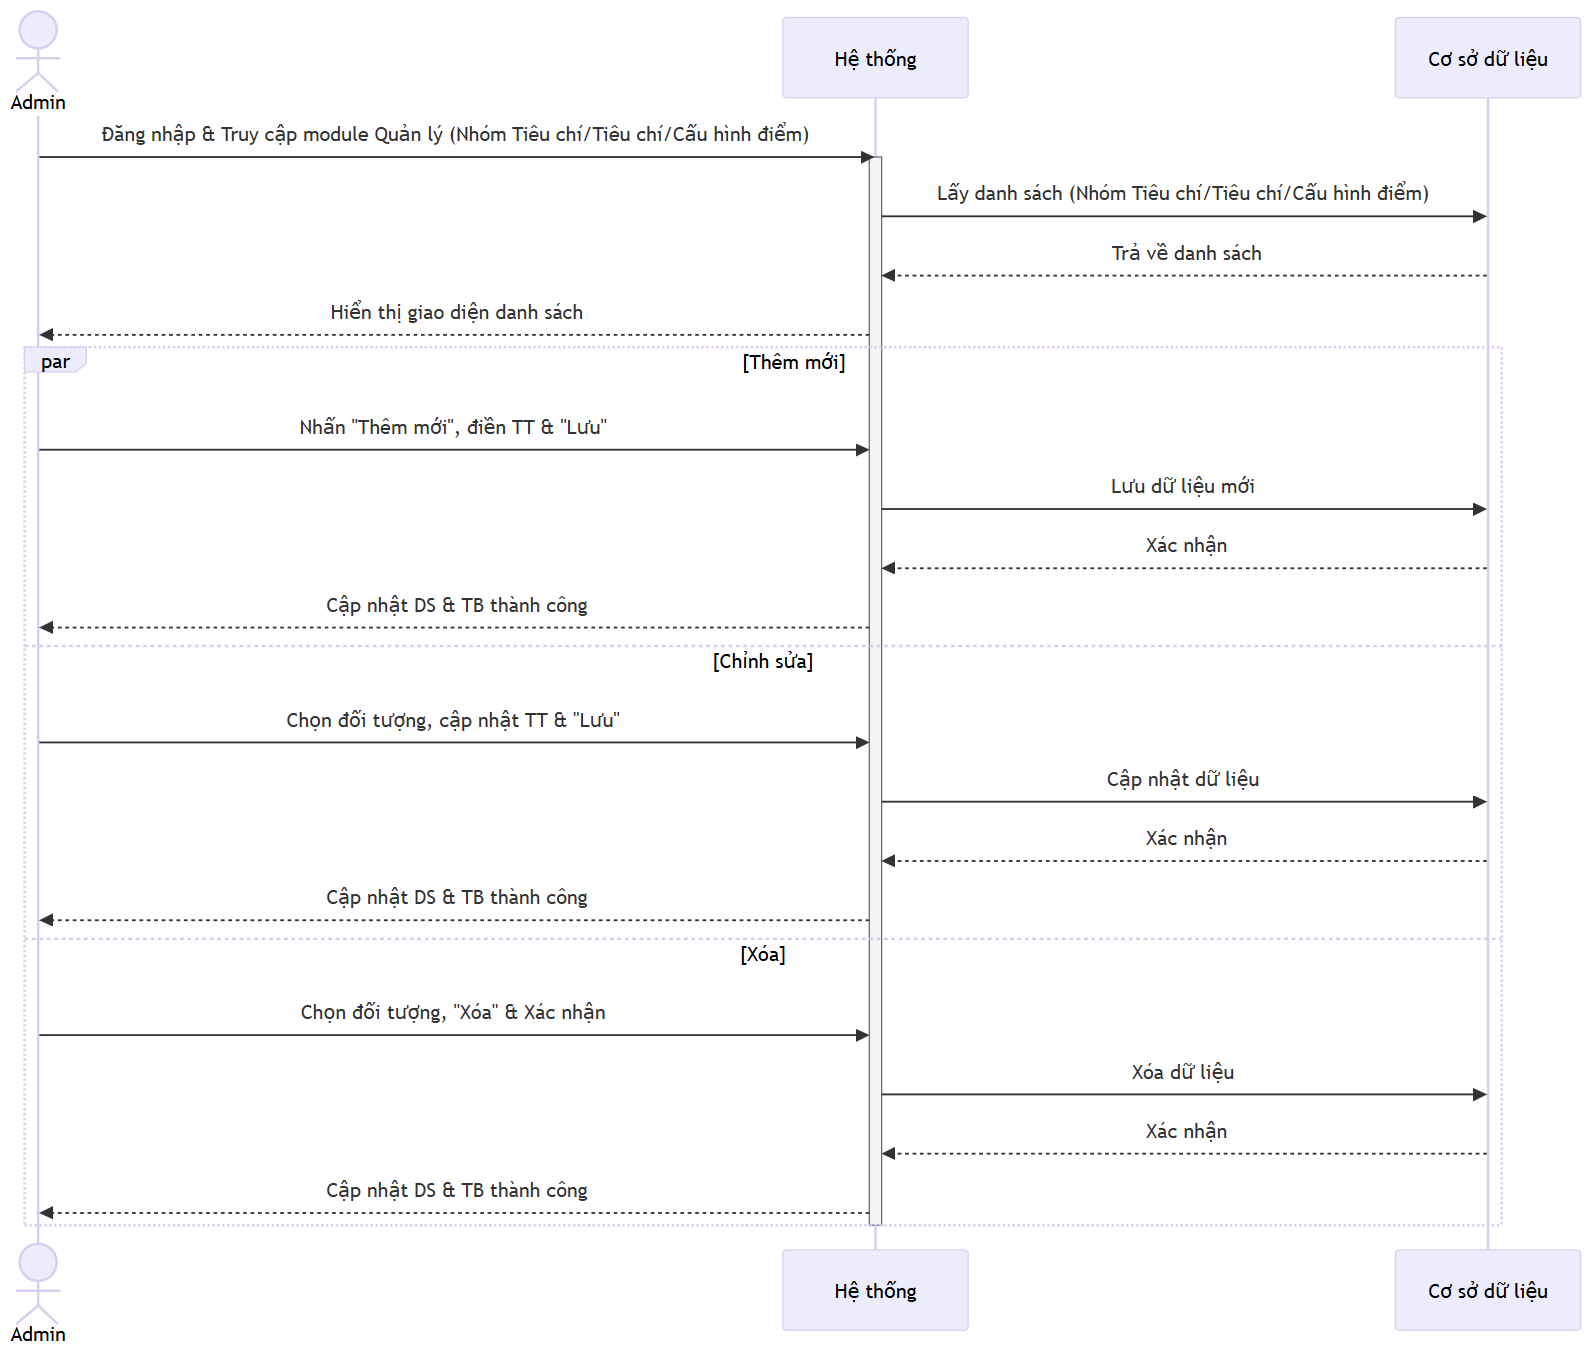 Admin
Hệ thống
Cơ sở dữ liệu
Đăng nhập & Truy cập module Quản lý (Nhóm Tiêu chí/Tiêu chí/Cấu hình điểm)
Lấy danh sách (Nhóm Tiêu chí/Tiêu chí/Cấu hình điểm)
Trả về danh sách
Hiển thị giao diện danh sách
par
[Thêm mới]
Nhấn "Thêm mới", điền TT & "Lưu"
Lưu dữ liệu mới
Xác nhận
Cập nhật DS & TB thành công
[Chỉnh sửa]
Chọn đối tượng, cập nhật TT & "Lưu"
Cập nhật dữ liệu
Xác nhận
Cập nhật DS & TB thành công
[Xóa]
Chọn đối tượng, "Xóa" & Xác nhận
Xóa dữ liệu
Xác nhận
Cập nhật DS & TB thành công
Admin
Hệ thống
Cơ sở dữ liệu